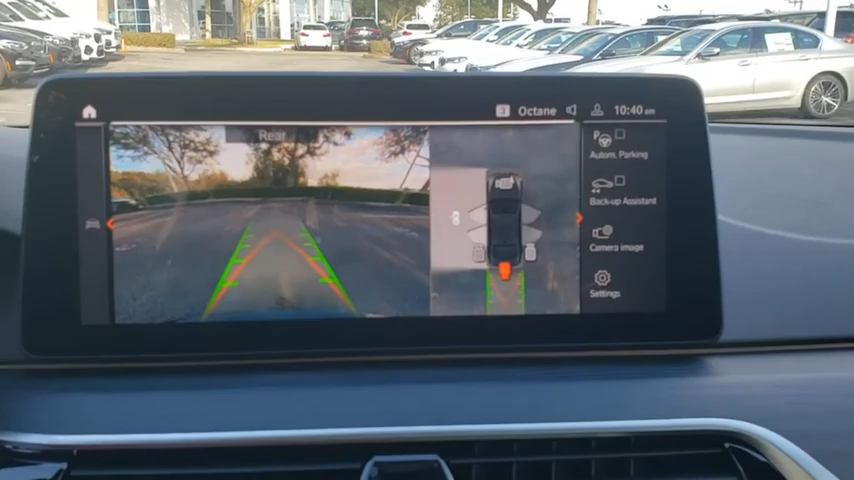 3 Octane 10:40 am
Rear
P
Autom. Parking
Back-up Assistant
Camera image
Settings